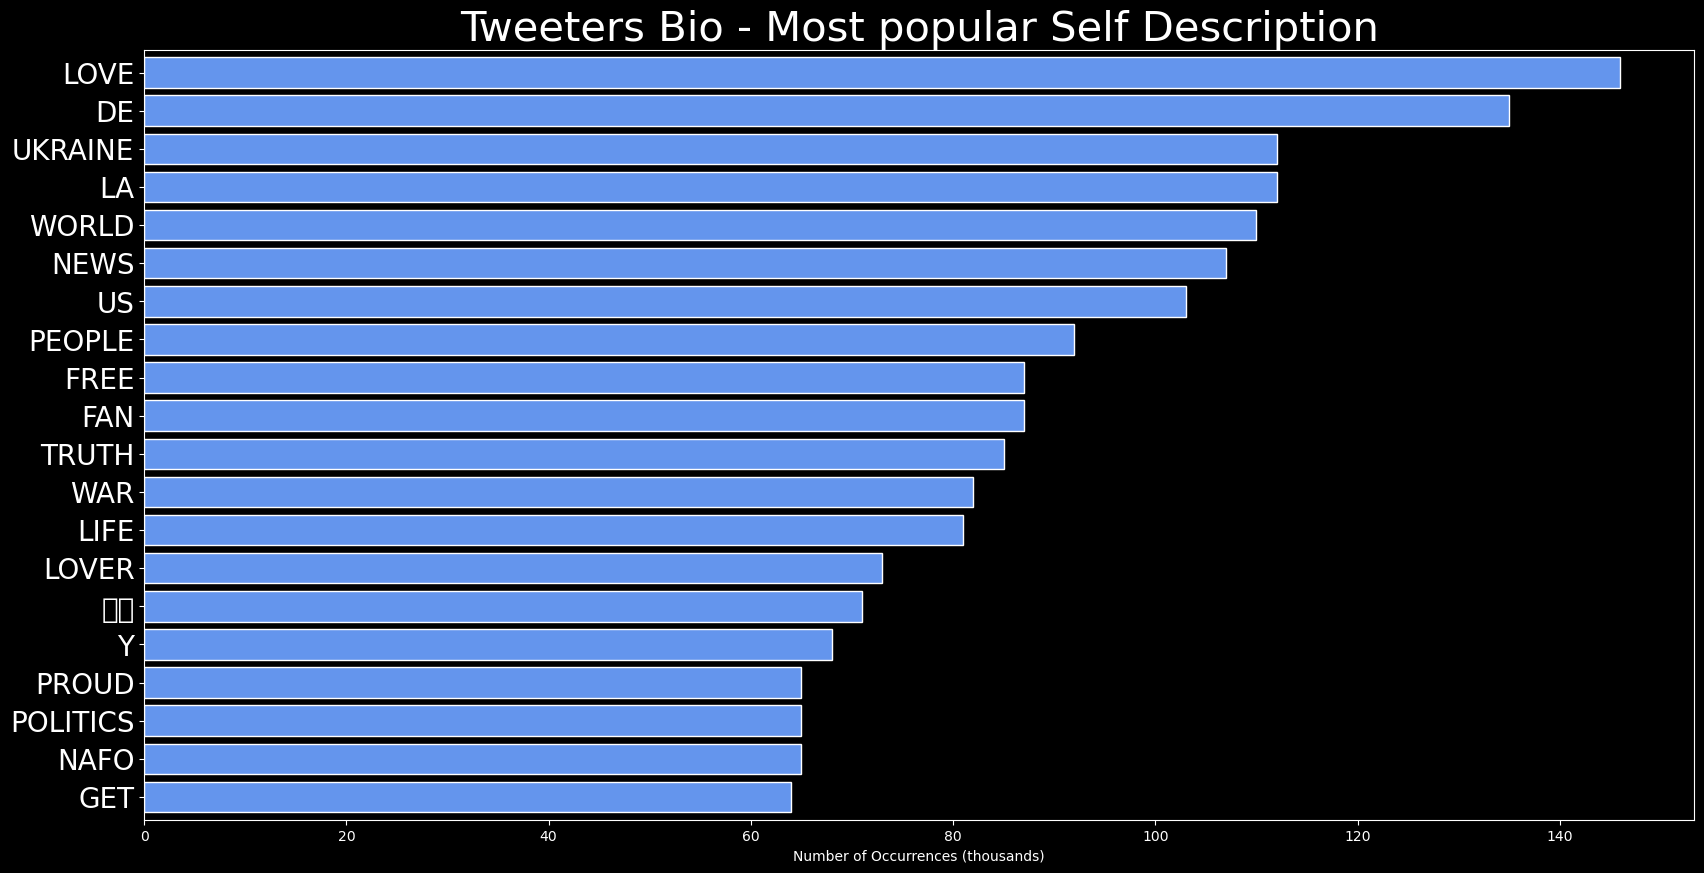 Tweeters Bio - Most popular Self Description
LOVE
DE
UKRAINE
LA
WORLD
NEWS
US
PEOPLE
FREE
FAN
TRUTH
WAR
LIFE
LOVER
Y
PROUD
POLITICS
NAFO
GET
0 20 40 60 80 100 120 140
Number of Occurrences (thousands)